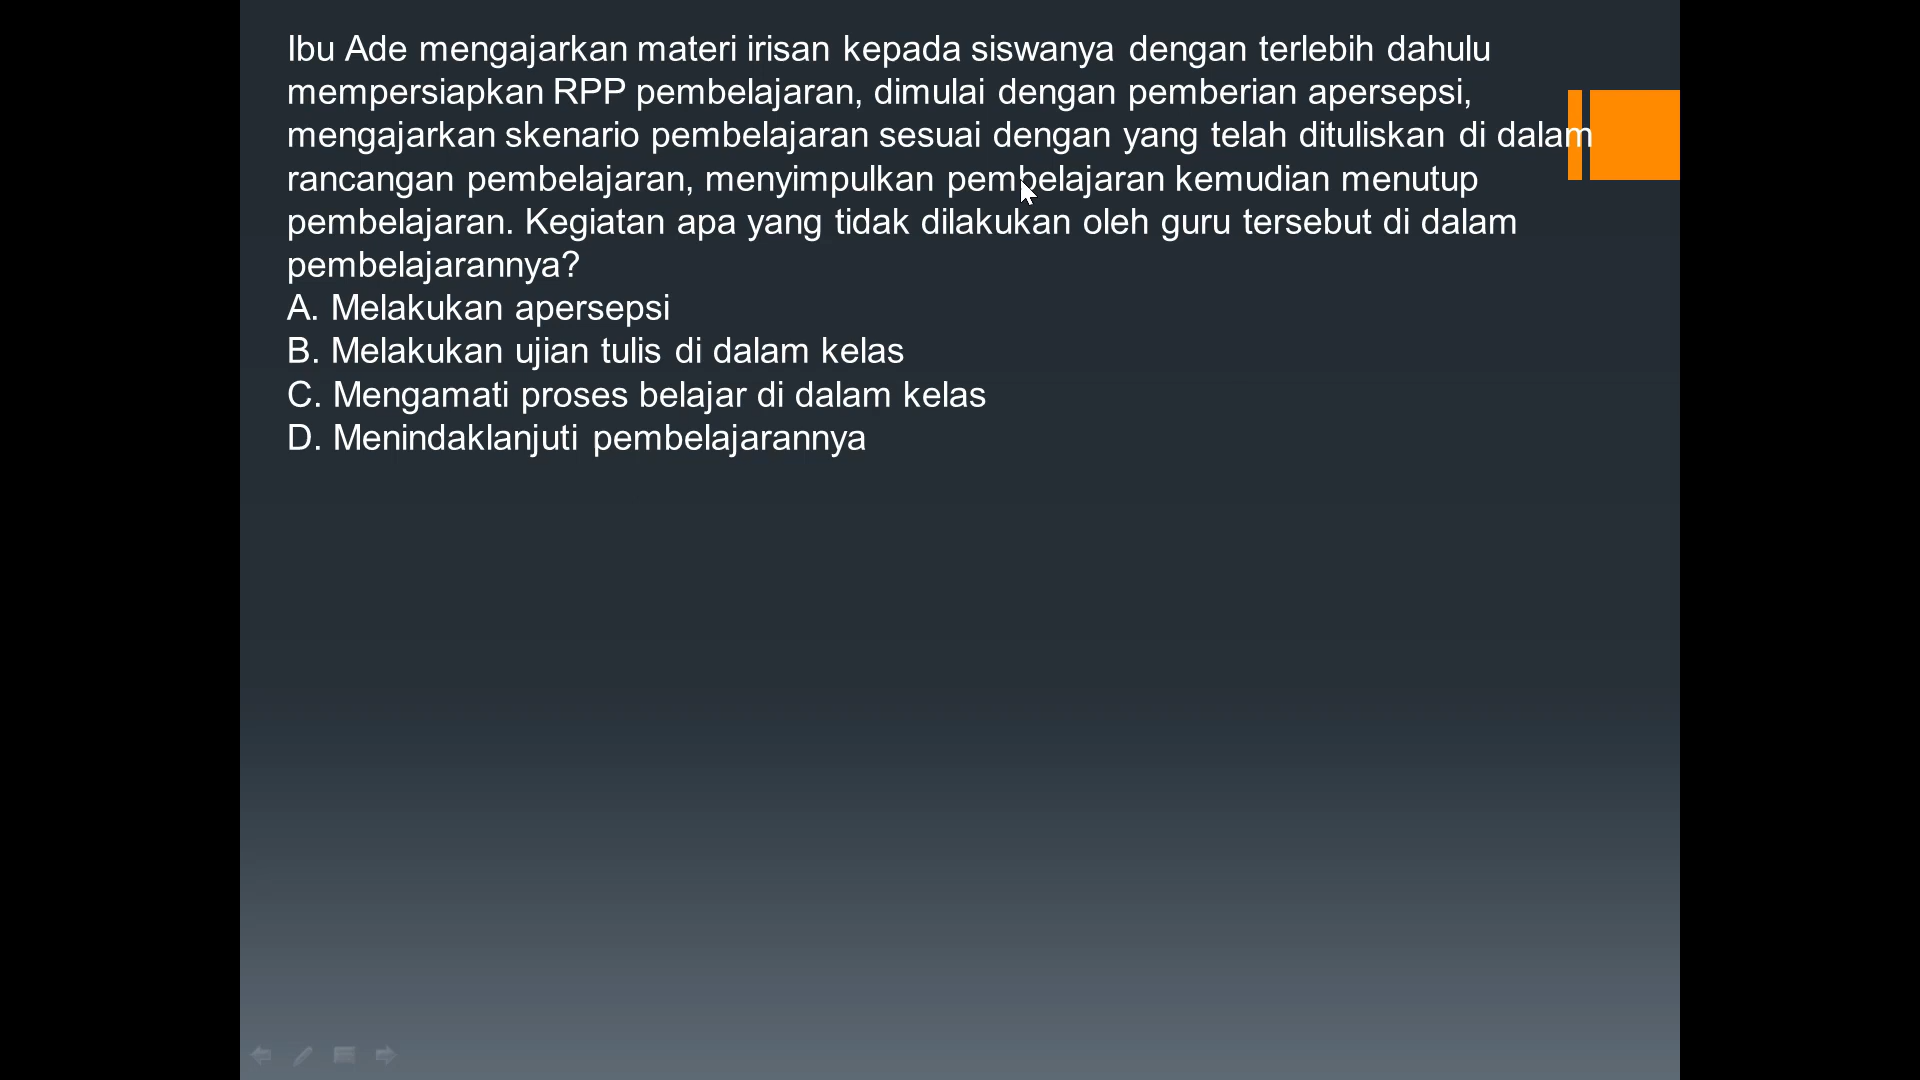 Ibu Ade mengajarkan materi irisan kepada siswanya dengan terlebih dahulu
mempersiapkan RPP pembelajaran, dimulai dengan pemberian apersepsi,
mengajarkan skenario pembelajaran sesuai dengan yang telah dituliskan di dalam
rancangan pembelajaran, menyimpulkan pembelajaran kemudian menutup
pembelajaran. Kegiatan apa yang tidak dilakukan oleh guru tersebut di dalam
pembelajarannya?
A. Melakukan apersepsi
B. Melakukan ujian tulis di dalam kelas
C. Mengamati proses belajar di dalam kelas
D. Menindaklanjuti pembelajarannya